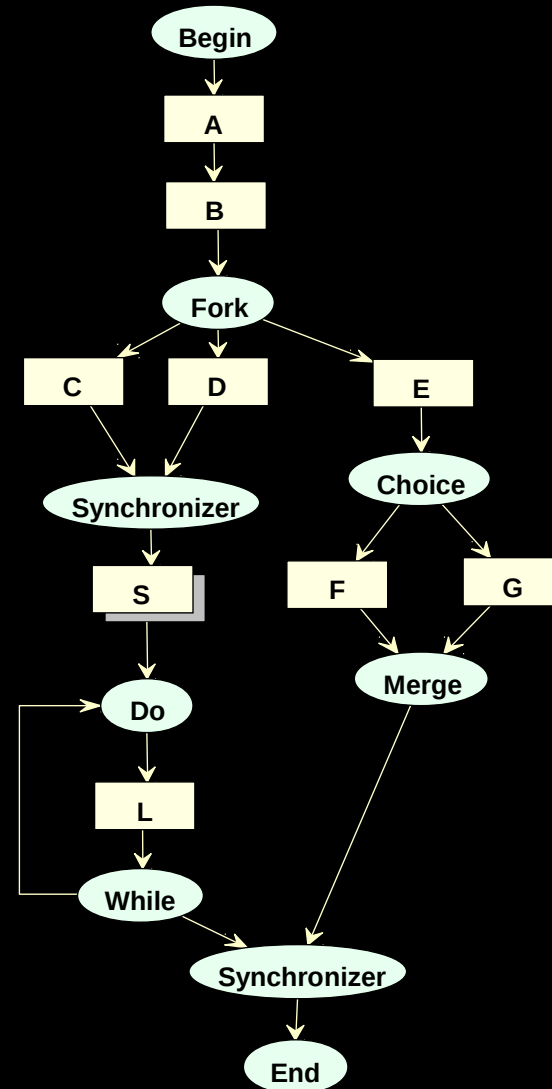 Begin
A
B
Fork
C
D
E
Choice
Synchronizer
F
G
S
Merge
Do
L
While
Synchronizer
End